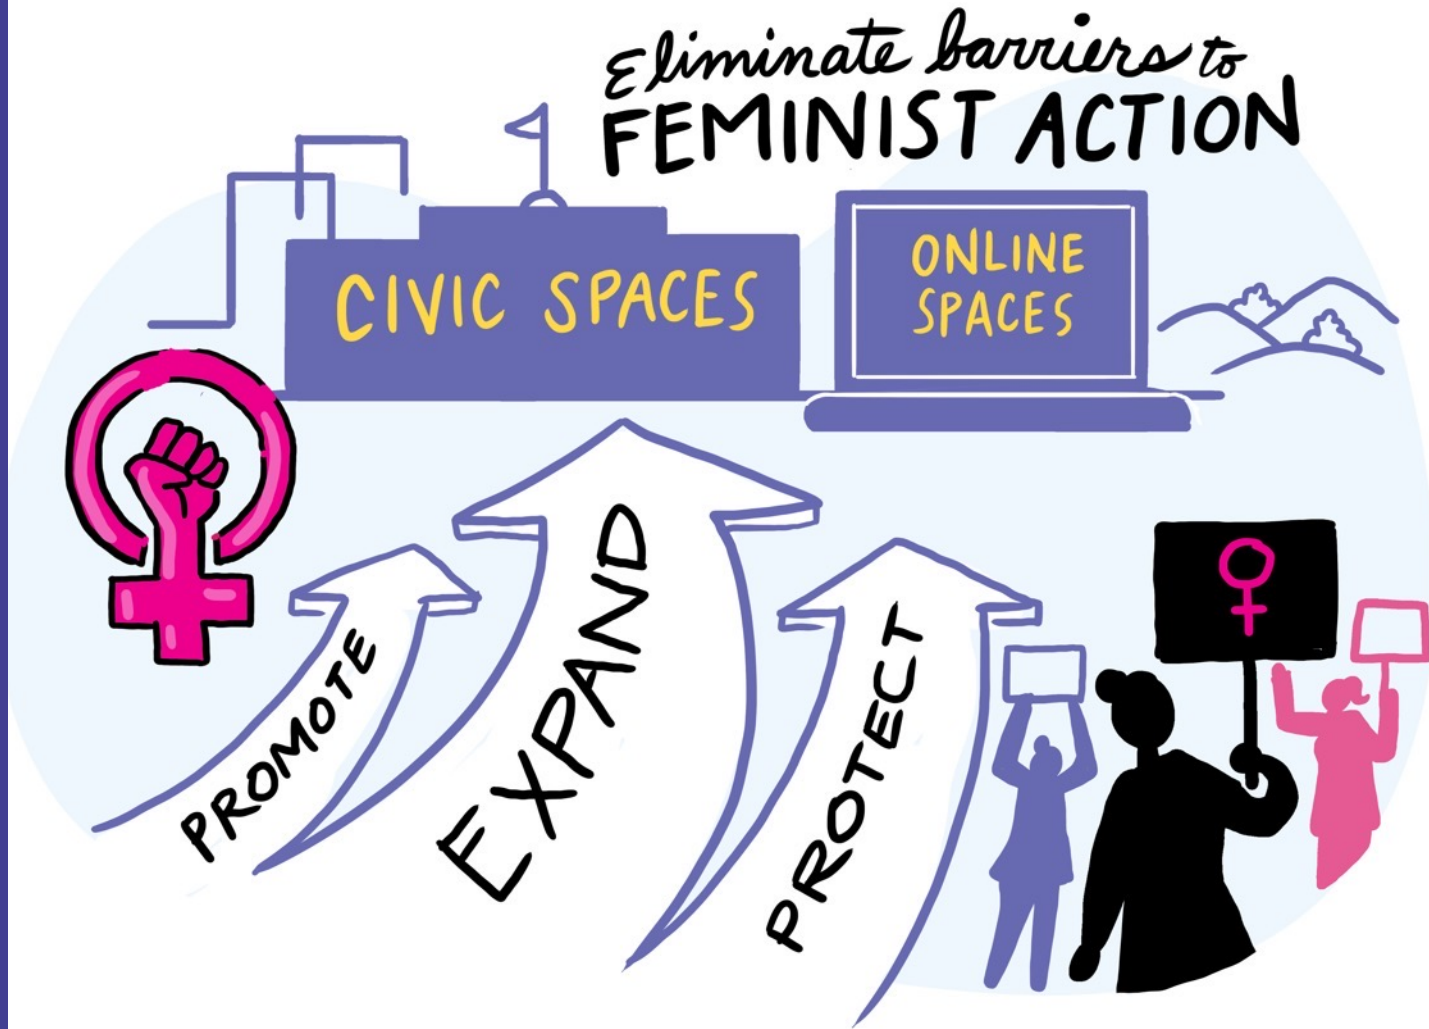 Eliminate barriers to
FEMINIST ACTION
CIVIC SPACES
ONLINE
SPACES
PROMOTE
EXPAND
PROTECT